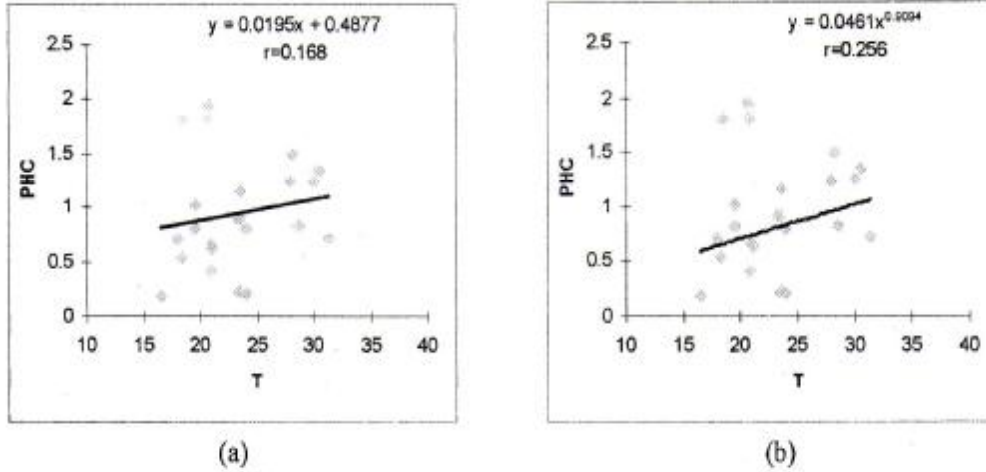 y = 0.0195x + 0.4877
r=0.168
2.5
2
1.5
1
0.5
0
PHC
10 15 20 25 30 35 40
T
(a)
y = 0.0461x^0.9094
r=0.256
2.5
2
1.5
1
0.5
0
PHC
10 15 20 25 30 35 40
T
(b)